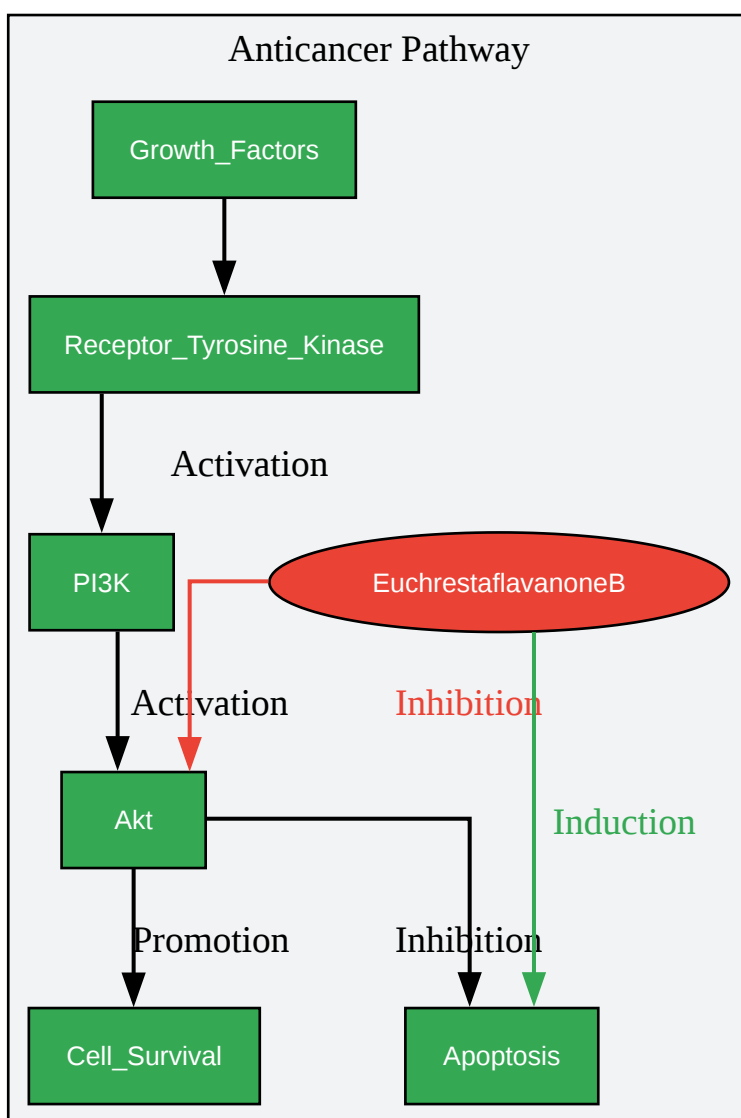 Anticancer Pathway
Growth_Factors
Receptor_Tyrosine_Kinase
Activation
PI3K
EuchrestaflavanoneB
Activation
Inhibition
Akt
Induction
Promotion
Inhibition
Cell_Survival
Apoptosis